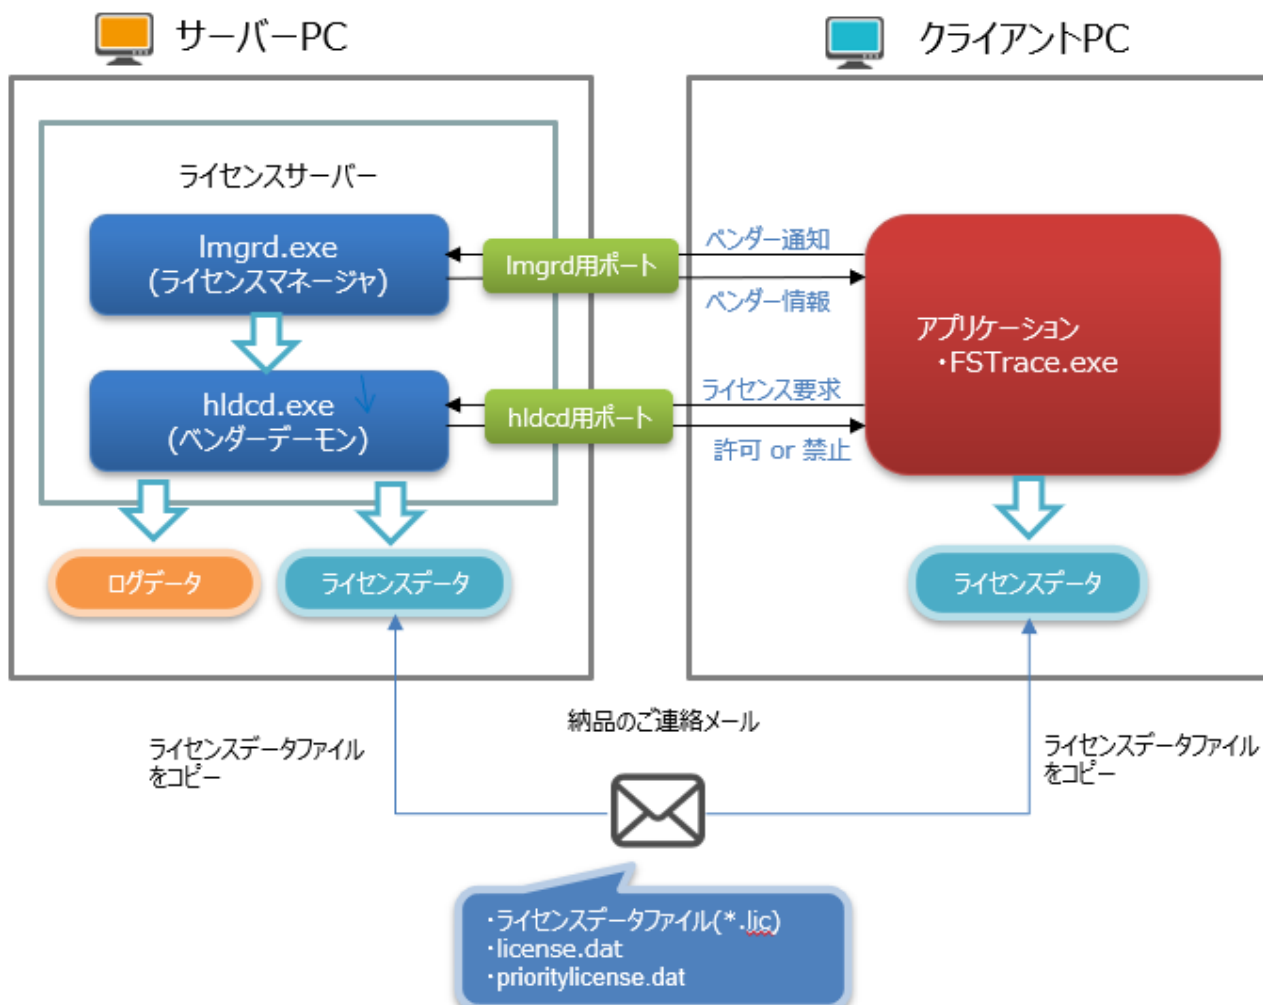 サーバーPC
クライアントPC
ライセンスサーバー
lmgrd.exe
(ライセンスマネージャ)
lmgrd用ポート
ベンダー通知
ベンダー情報
アプリケーション
・FSTrace.exe
hldcd.exe
(ベンダーデーモン)
hldcd用ポート
ライセンス要求
許可 or 禁止
ログデータ
ライセンスデータ
ライセンスデータ
納品のご連絡メール
ライセンスデータファイル
をコピー
ライセンスデータファイル
をコピー
・ライセンスデータファイル(*.lic)
・license.dat
・prioritylicense.dat